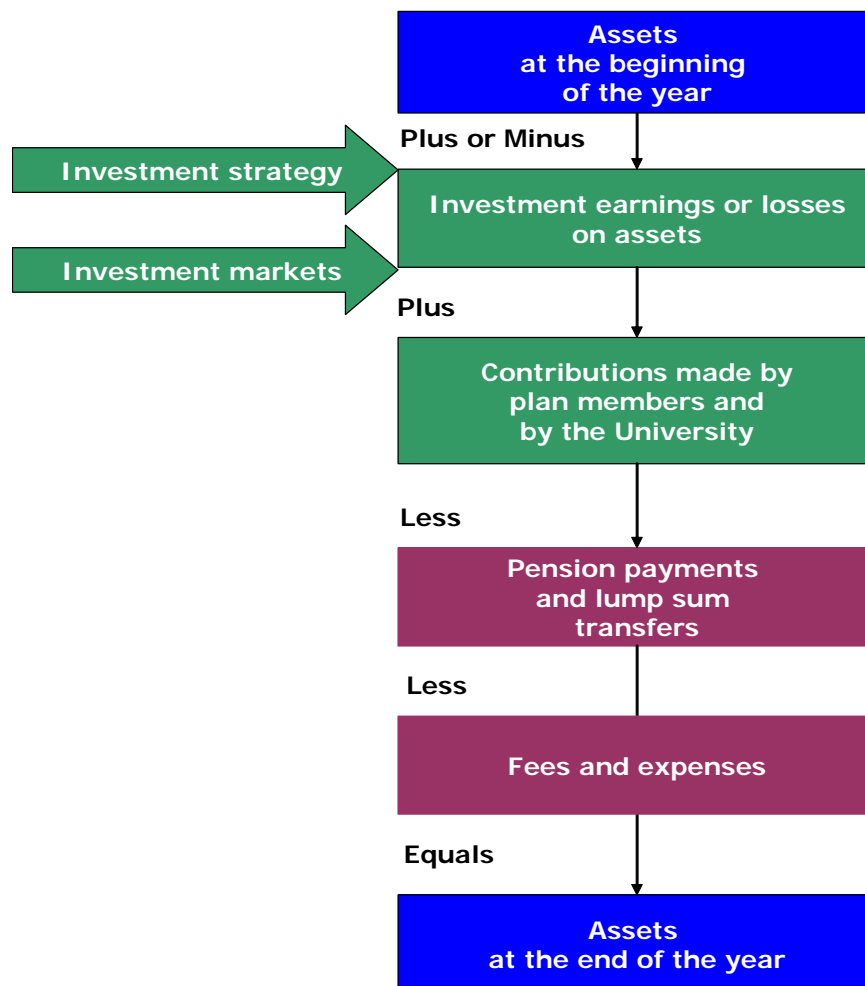 Assets
at the beginning
of the year
Plus or Minus
Investment strategy
Investment earnings or losses
on assets
Investment markets
Plus
Contributions made by
plan members and
by the University
Less
Pension payments
and lump sum
transfers
Less
Fees and expenses
Equals
Assets
at the end of the year